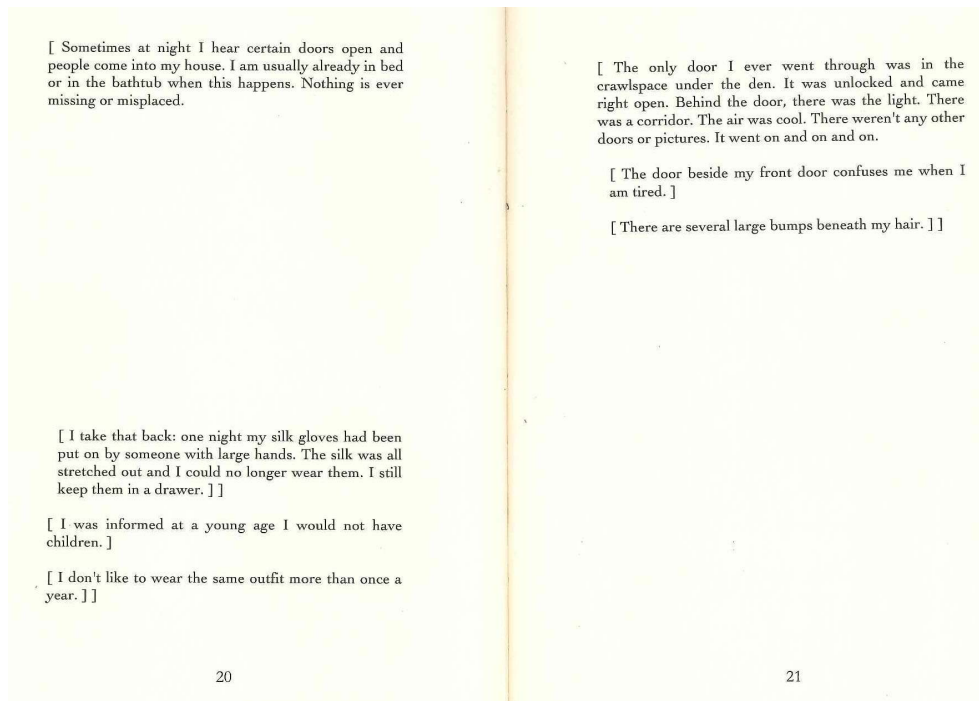 [ Sometimes at night I hear certain doors open and
people come into my house. I am usually already in bed
or in the bathtub when this happens. Nothing is ever
missing or misplaced.
[ I take that back: one night my silk gloves had been
put on by someone with large hands. The silk was all
stretched out and I could no longer wear them. I still
keep them in a drawer. ] ]
[ I was informed at a young age I would not have
children. ]
[ I don't like to wear the same outfit more than once a
year. ] ]
20
[ The only door I ever went through was in the
crawlspace under the den. It was unlocked and came
right open. Behind the door, there was the light. There
was a corridor. The air was cool. There weren't any other
doors or pictures. It went on and on and on.
[ The door beside my front door confuses me when I
am tired. ]
[ There are several large bumps beneath my hair. ] ]
21